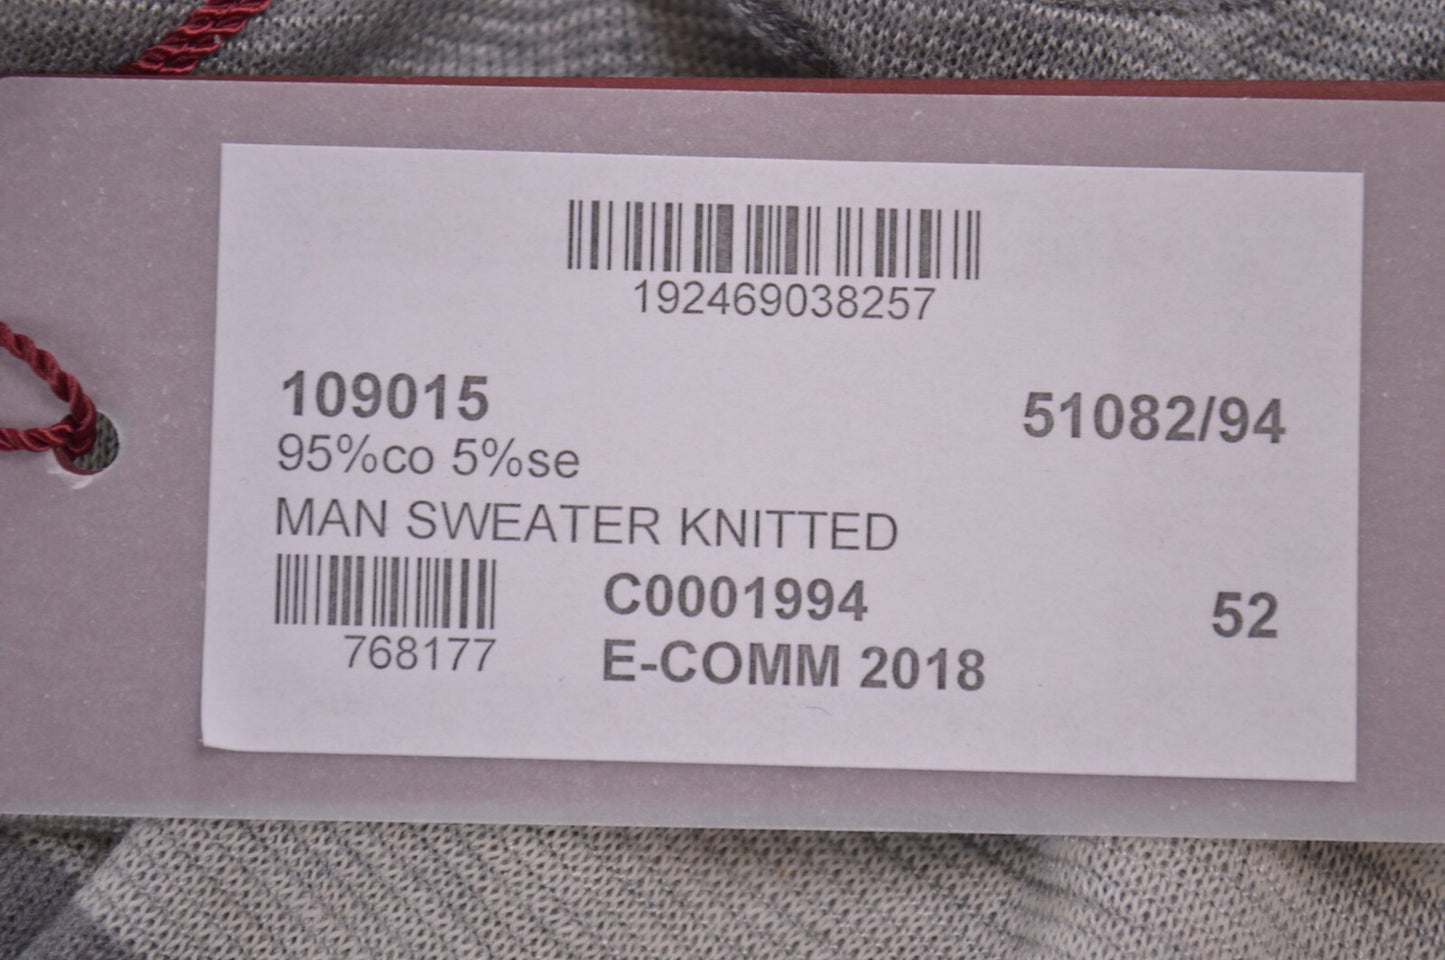 192469038257
109015 51082/94
95%co 5%se
MAN SWEATER KNITTED
C0001994 52
768177 E-COMM 2018